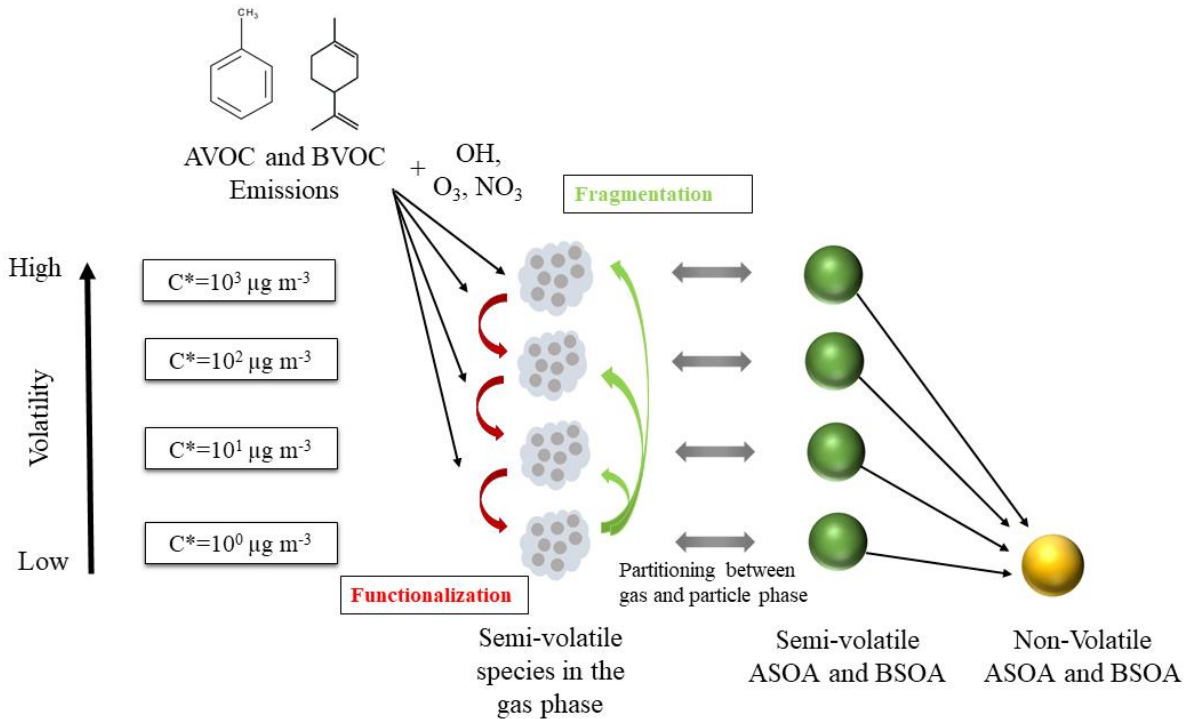 CH₃
AVOC and BVOC
Emissions
+
OH,
O₃, NO₃
Fragmentation
High
Volatility
Low
C*=10³ µg m⁻³
C*=10² µg m⁻³
C*=10¹ µg m⁻³
C*=10⁰ µg m⁻³
Functionalization
Partitioning between
gas and particle phase
Semi-volatile
species in the
gas phase
Semi-volatile
ASOA and BSOA
Non-Volatile
ASOA and BSOA